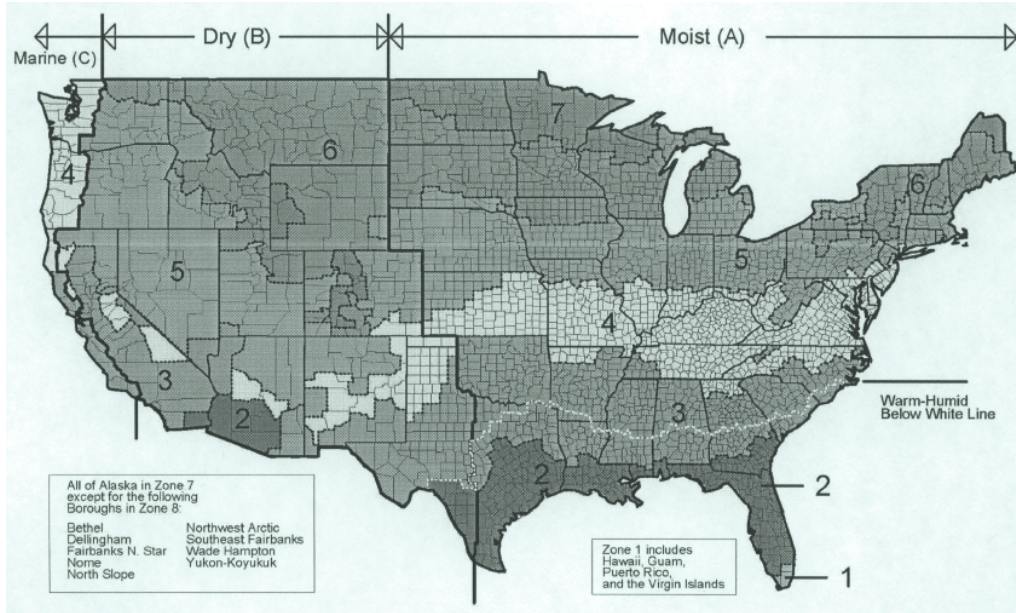 Marine (C)
Dry (B)
Moist (A)
7
6
6
4
5
5
4
3
3
2
2
2
1
Warm-Humid
Below White Line
All of Alaska in Zone 7
except for the following
Boroughs in Zone 8:
Bethel
Dellingham
Fairbanks N. Star
Nome
North Slope
Northwest Arctic
Southeast Fairbanks
Wade Hampton
Yukon-Koyukuk
Zone 1 includes
Hawaii, Guam,
Puerto Rico,
and the Virgin Islands